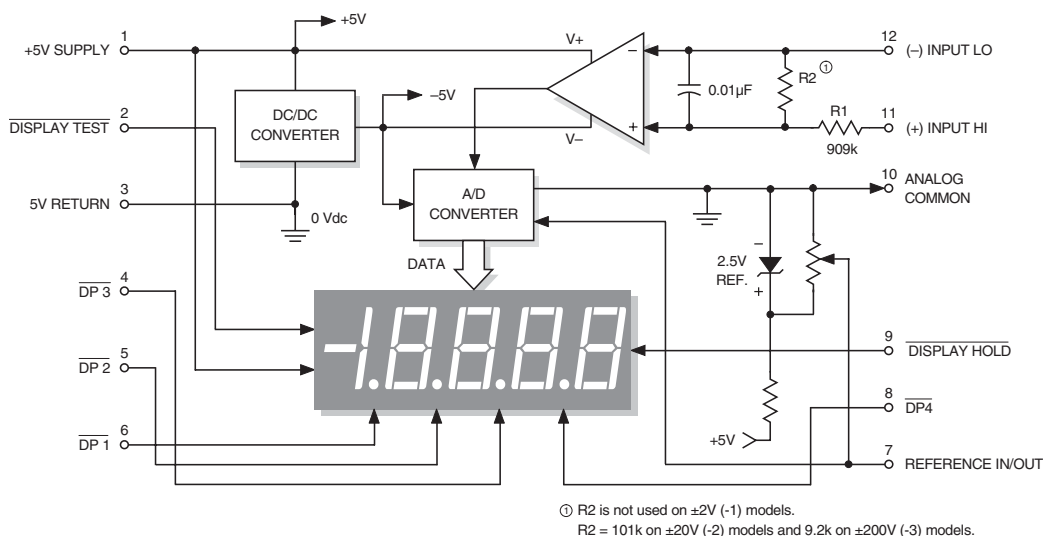 +5V
1
+5V SUPPLY
V+
–
12
(–) INPUT LO
R2 ①
0.01µF
–5V
DC/DC
CONVERTER
2
DISPLAY TEST
V–
+
R1
909k
11
(+) INPUT HI
3
5V RETURN
0 Vdc
A/D
CONVERTER
10
ANALOG
COMMON
DATA
–
2.5V
REF.
+
4
DP 3
-1.8.8.8.8
9
DISPLAY HOLD
5
DP 2
8
DP4
6
DP 1
+5V
7
REFERENCE IN/OUT
① R2 is not used on ±2V (-1) models.
R2 = 101k on ±20V (-2) models and 9.2k on ±200V (-3) models.